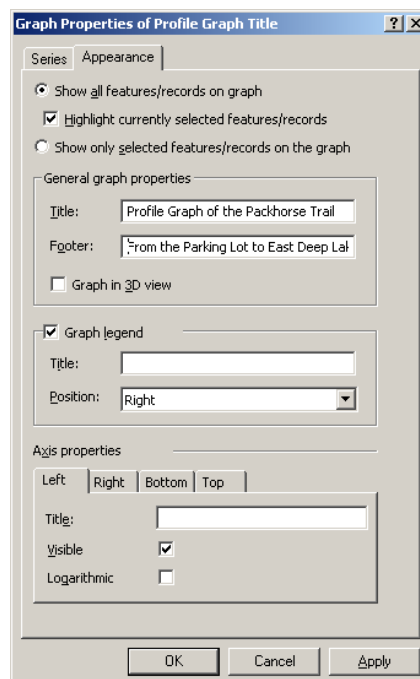 Graph Properties of Profile Graph Title
Series Appearance
Show all features/records on graph
Highlight currently selected features/records
Show only selected features/records on the graph
General graph properties
Title: Profile Graph of the Packhorse Trail
Footer: From the Parking Lot to East Deep Lak
Graph in 3D view
Graph legend
Title:
Position: Right
Axis properties
Left Right Bottom Top
Title:
Visible
Logarithmic
OK Cancel Apply